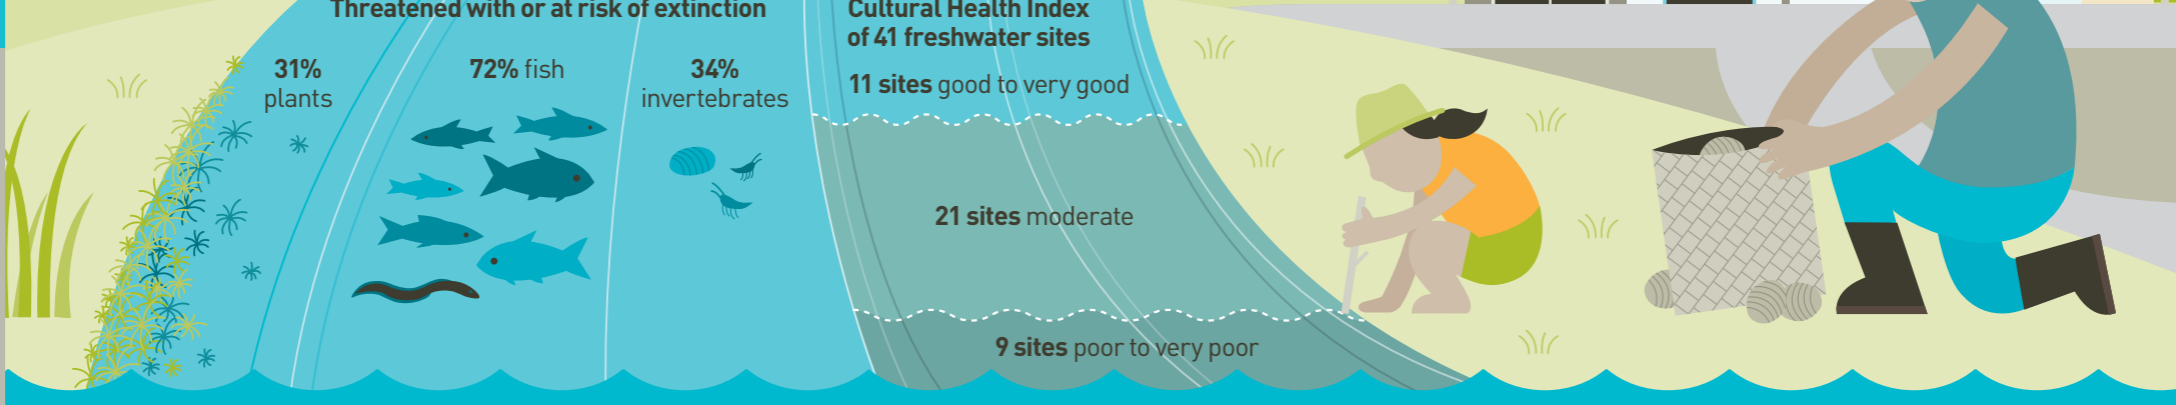 Threatened with or at risk of extinction
31%
plants
72% fish
34%
invertebrates
Cultural Health Index
of 41 freshwater sites
11 sites good to very good
21 sites moderate
9 sites poor to very poor